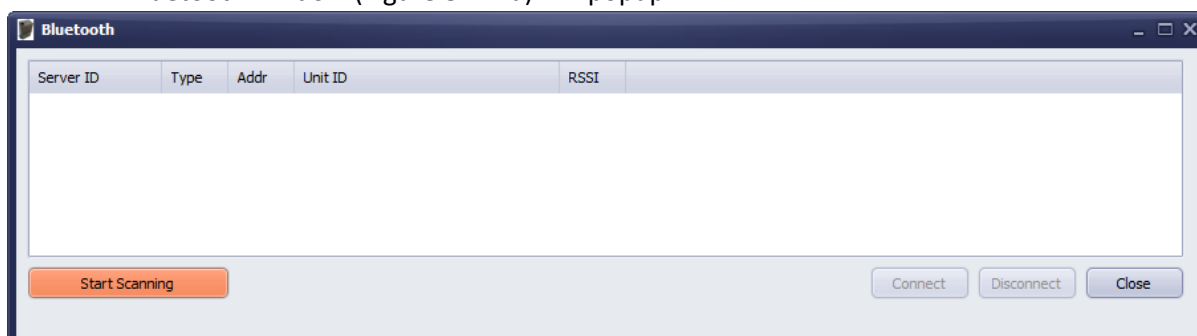 Bluetooth
Server ID Type Addr Unit ID RSSI
Start Scanning Connect Disconnect Close